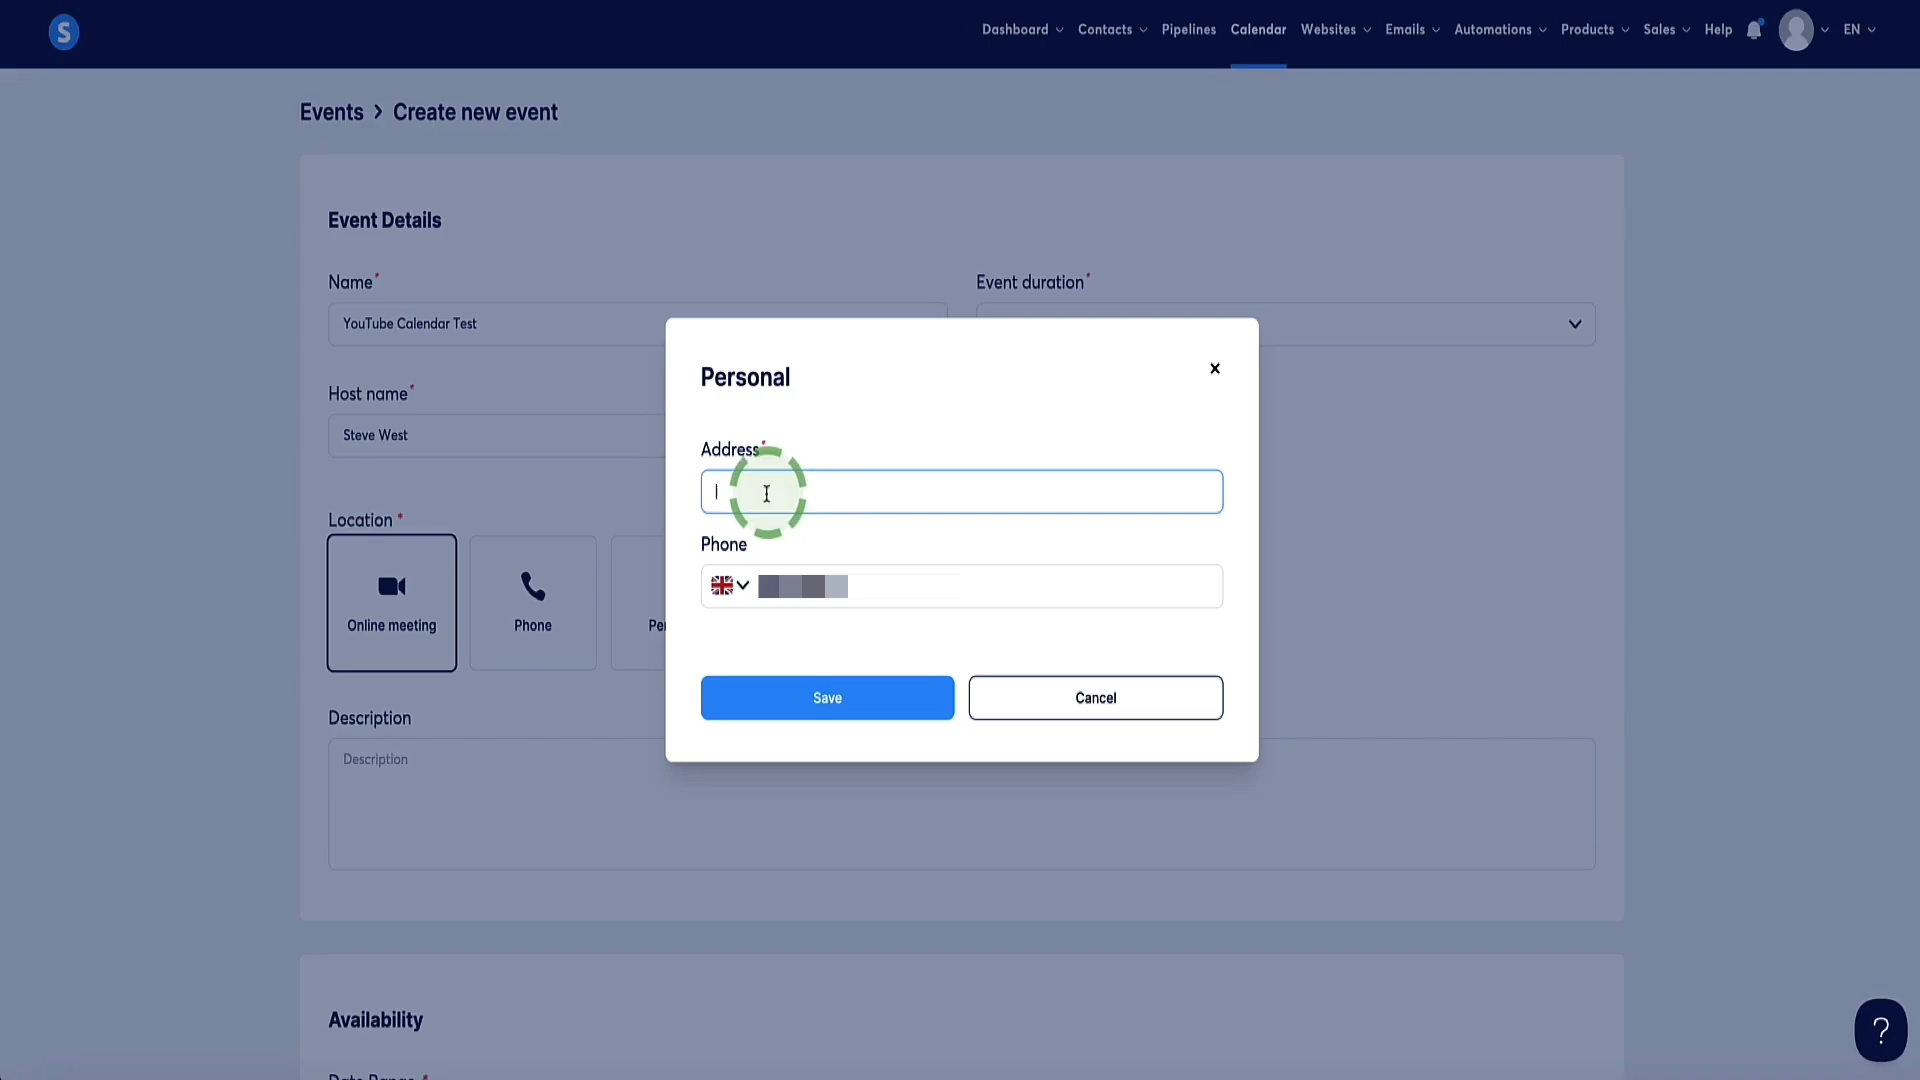 S
Dashboard
Contacts
Pipelines
Calendar
Websites
Emails
Automations
Products
Sales
Help
EN
Events > Create new event
Event Details
Name*
Event duration*
YouTube Calendar Test
Personal
×
Host name*
Steve West
Address*
Location *
Phone
Online meeting
Phone
Save
Cancel
Description
Description
Availability
?